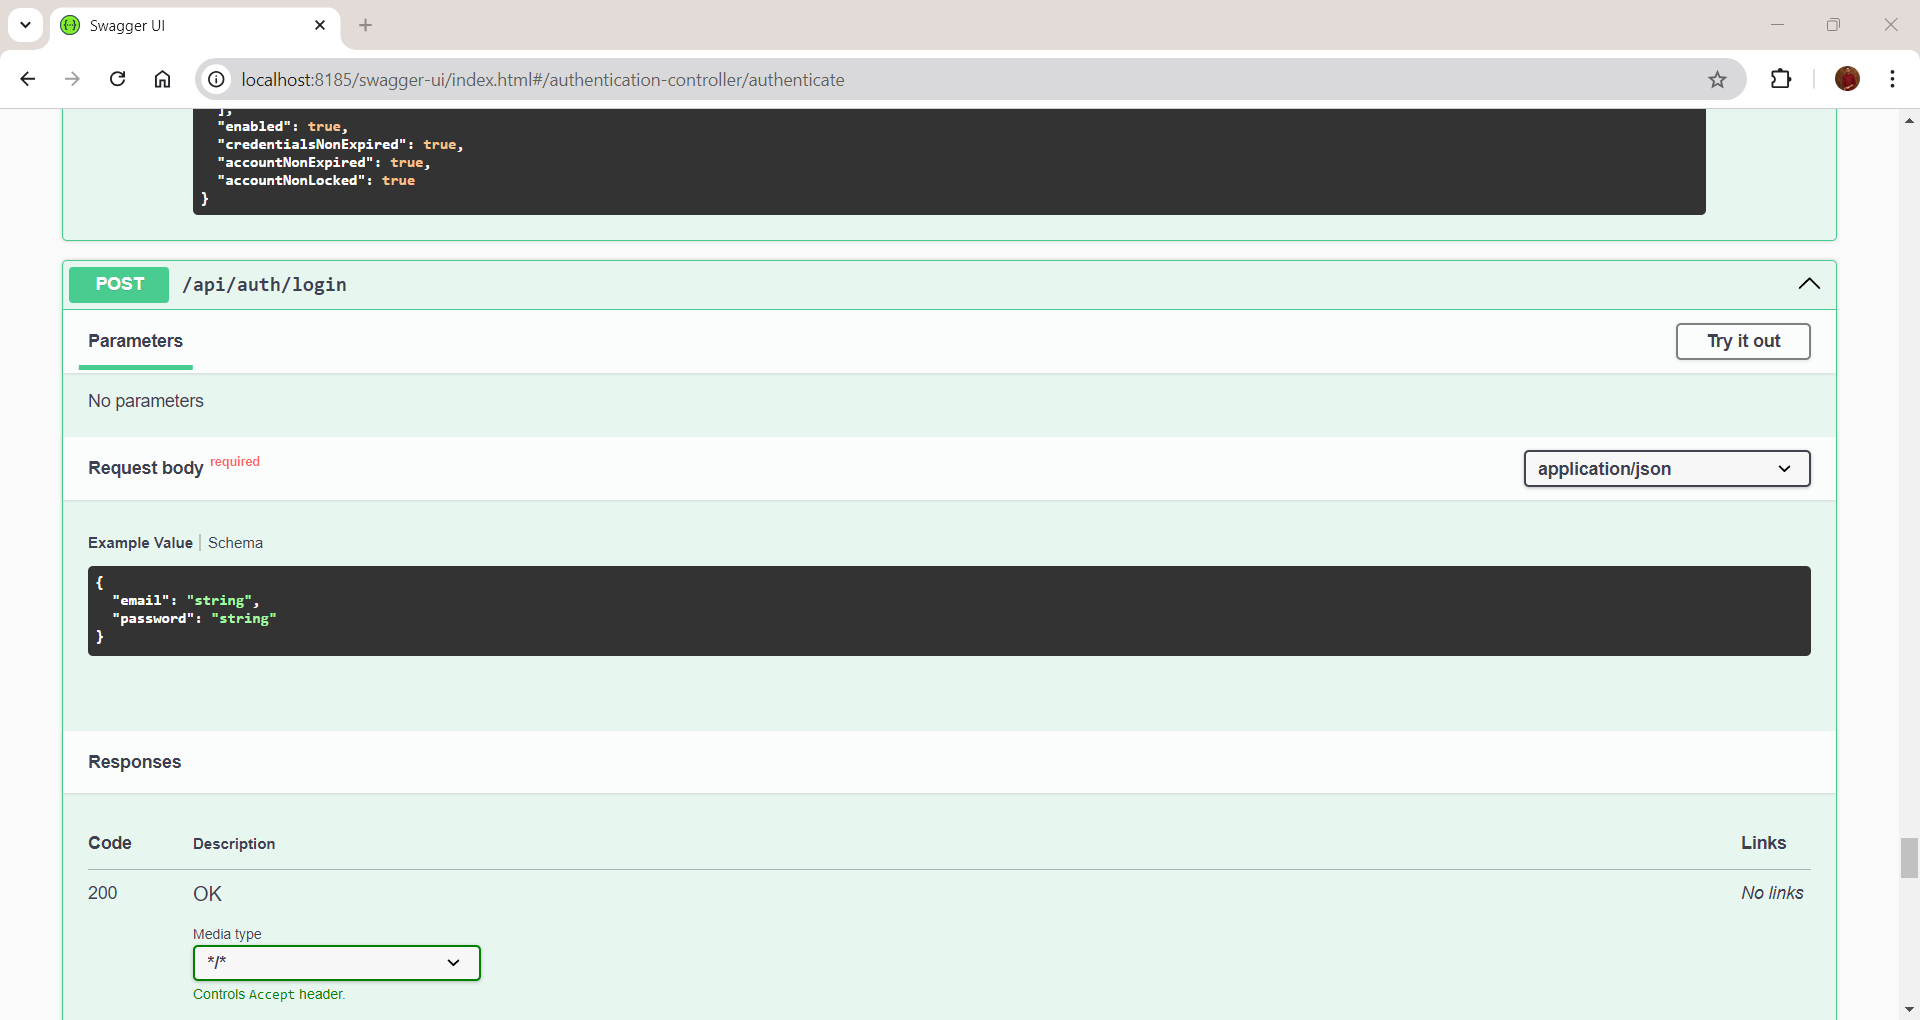 Swagger UI
localhost:8185/swagger-ui/index.html#/authentication-controller/authenticate
],
"enabled": true,
"credentialsNonExpired": true,
"accountNonExpired": true,
"accountNonLocked": true
}
POST /api/auth/login
Parameters
Try it out
No parameters
Request body required
application/json
Example Value | Schema
{
"email": "string",
"password": "string"
}
Responses
Code Description Links
200 OK No links
Media type
*/*
Controls Accept header.